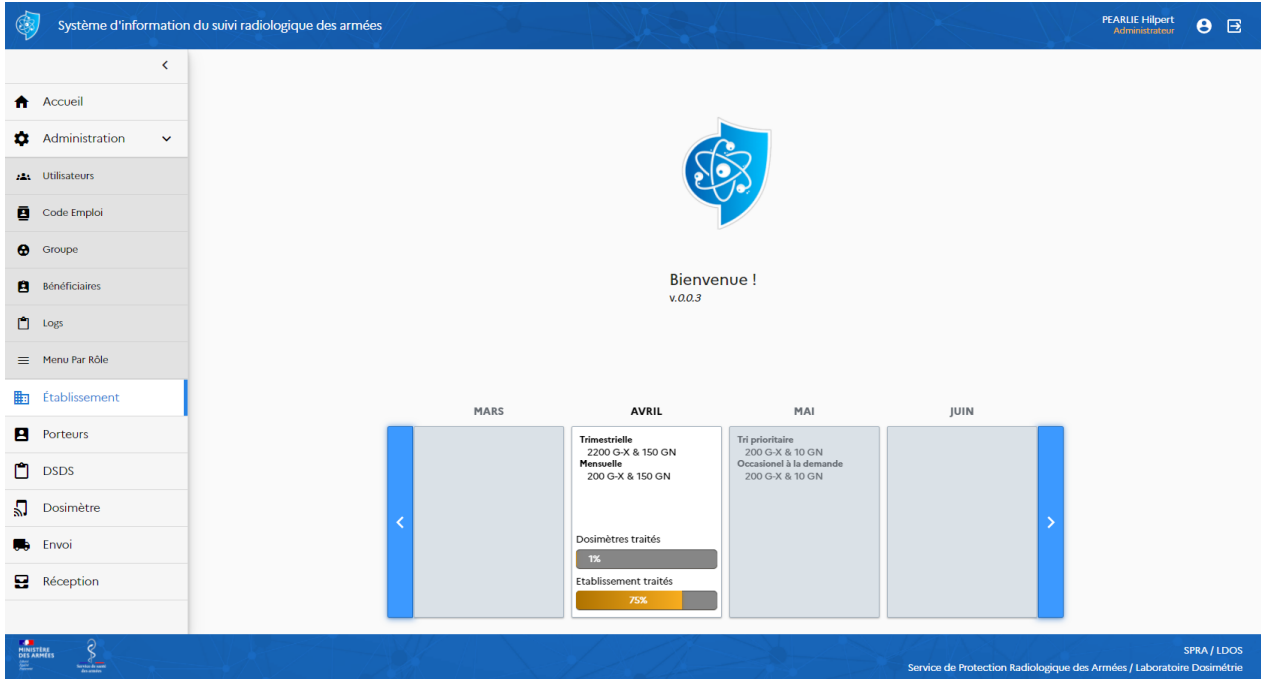 Système d'information du suivi radiologique des armées
PEARLIE Hilpert
Administrateur
Accueil
Administration
Utilisateurs
Code Emploi
Groupe
Bénéficiaires
Logs
Menu Par Rôle
Établissement
Porteurs
DSDS
Dosimètre
Envoi
Réception
Bienvenue !
v.0.0.3
MARS
AVRIL
MAI
JUIN
Trimestrielle
2200 G-X & 150 GN
Mensuelle
200 G-X & 150 GN
Dosimètres traités
1%
Etablissement traités
75%
Tri prioritaire
200 G-X & 10 GN
Occasionel à la demande
200 G-X & 10 GN
MINISTÈRE
DES ARMÉES
Service de santé
des armées
SPRA / LDOS
Service de Protection Radiologique des Armées / Laboratoire Dosimétrie